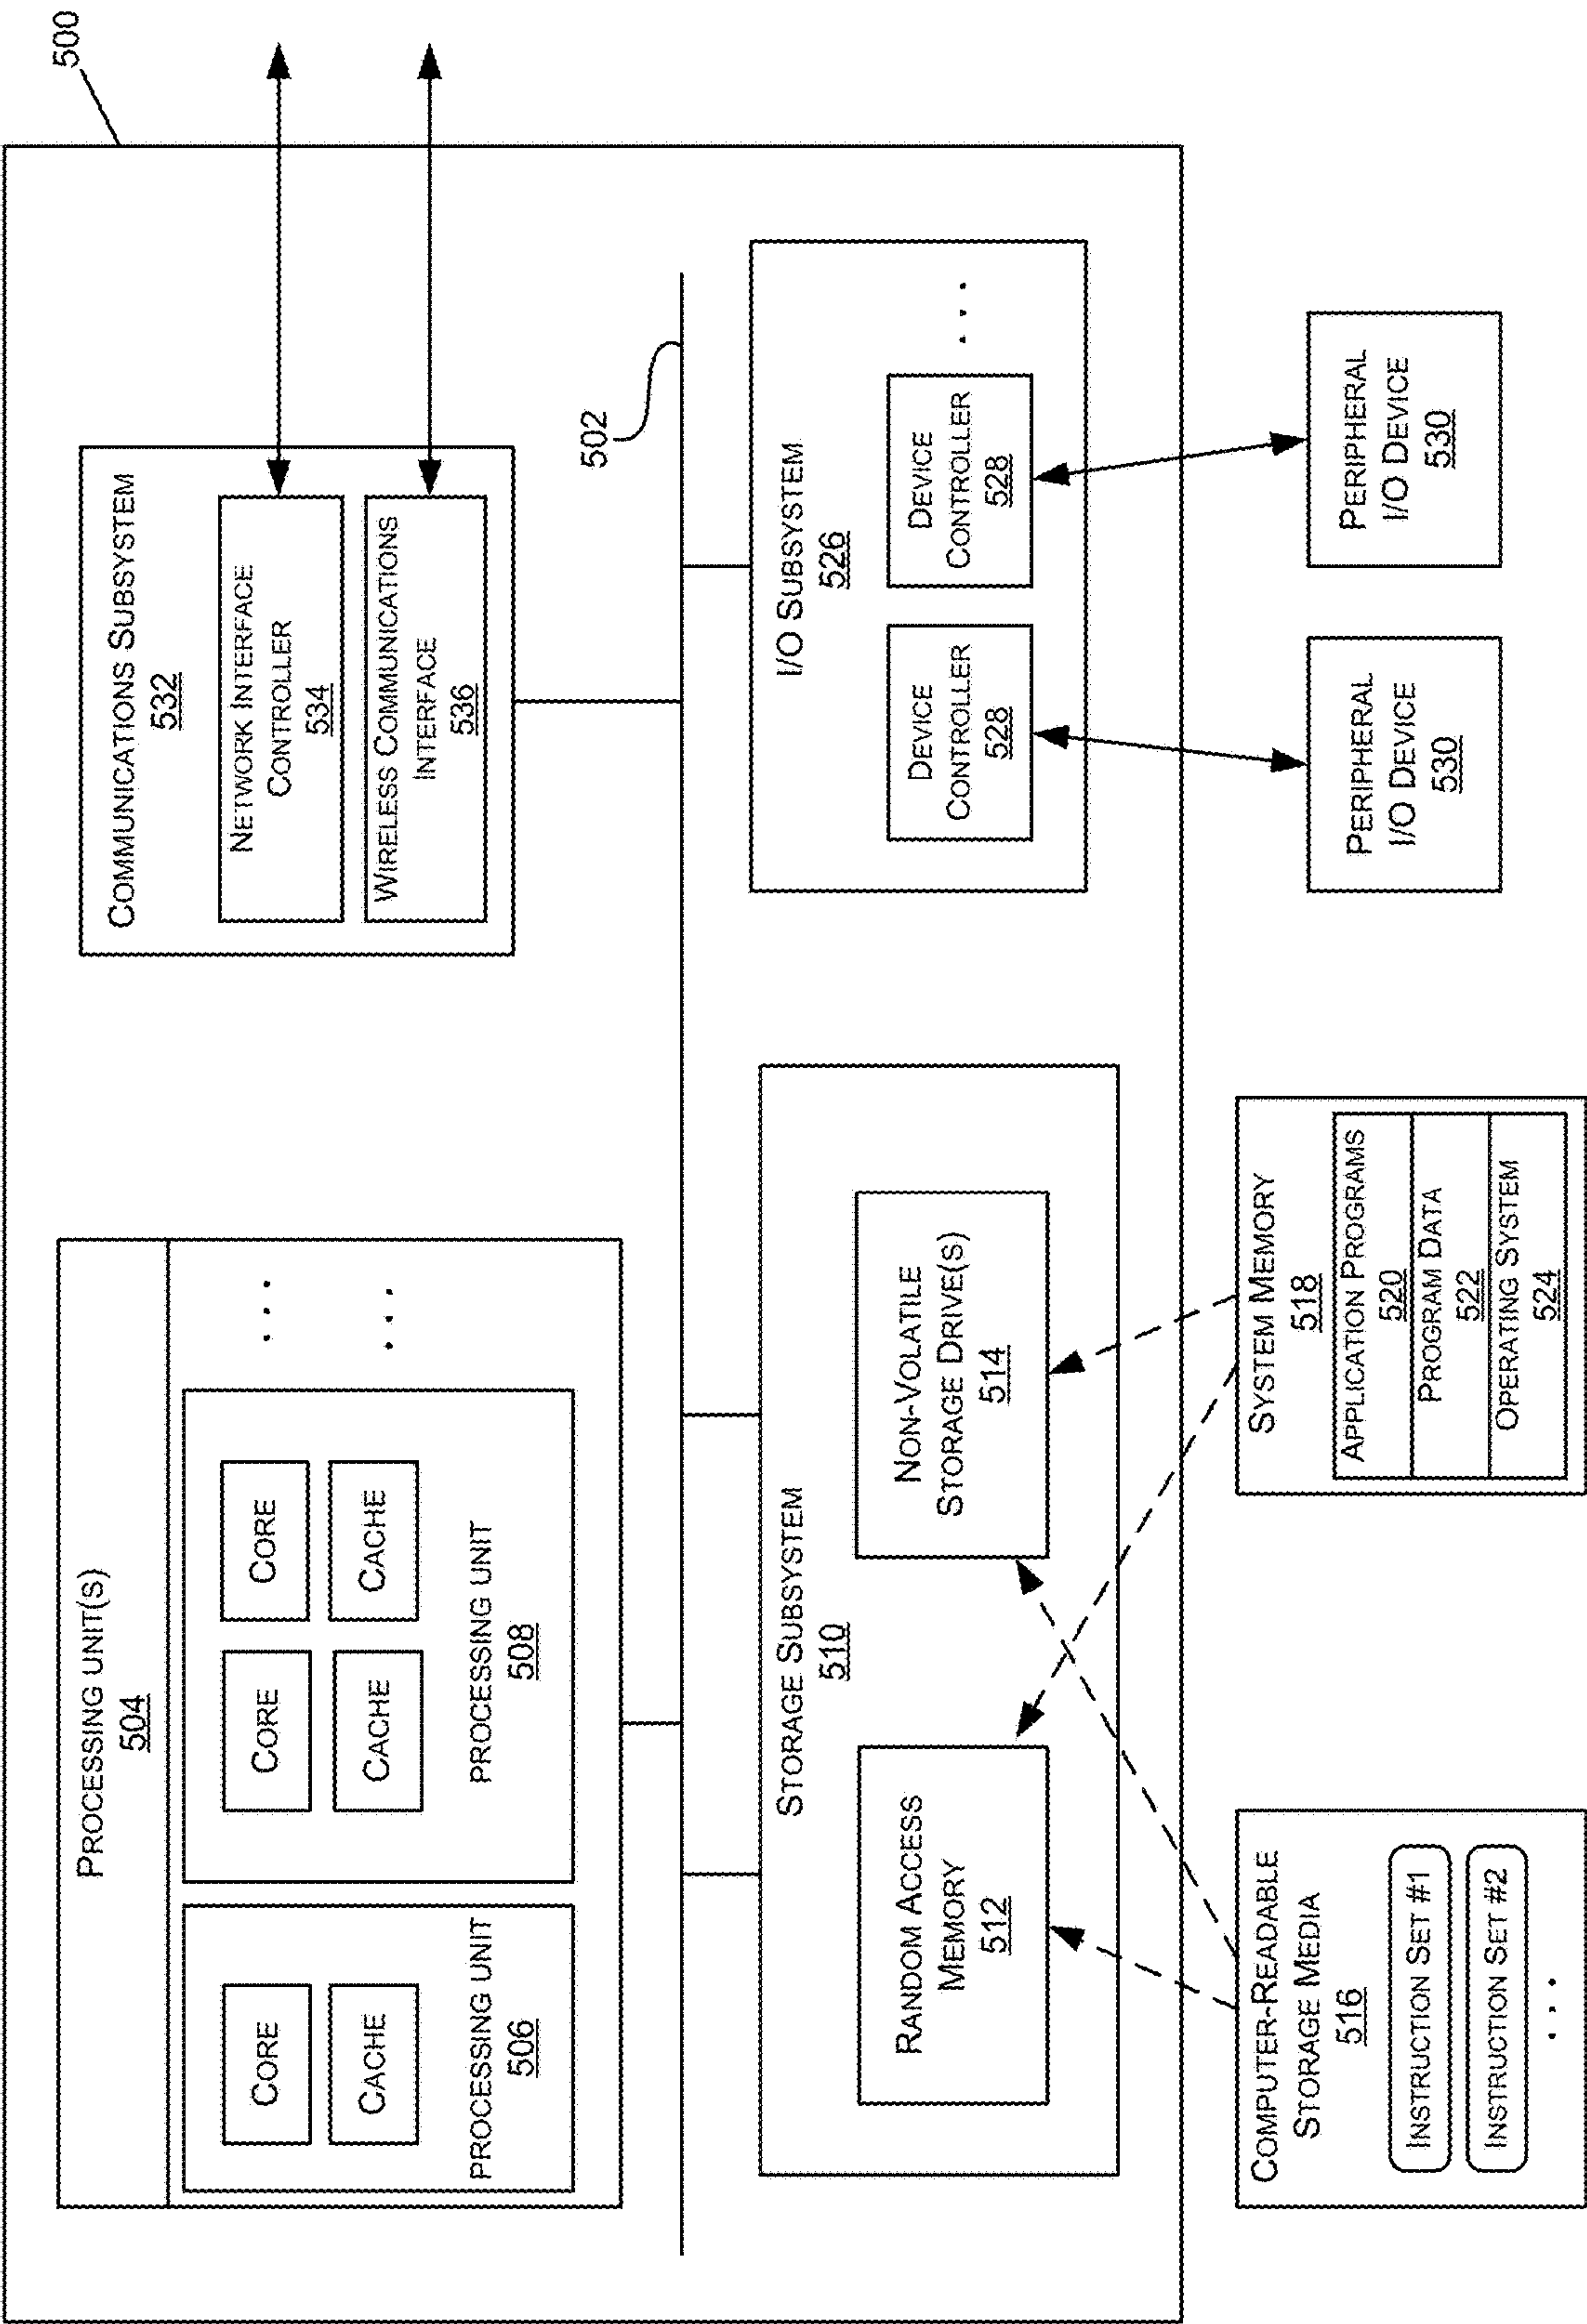 500
PROCESSING UNIT(S)
504
CORE
CACHE
PROCESSING UNIT
506
CORE
CORE
CACHE
CACHE
PROCESSING UNIT
508
. . .
. . .
COMMUNICATIONS SUBSYSTEM
532
NETWORK INTERFACE
CONTROLLER
534
WIRELESS COMMUNICATIONS
INTERFACE
536
502
STORAGE SUBSYSTEM
510
RANDOM ACCESS
MEMORY
512
NON-VOLATILE
STORAGE DRIVE(S)
514
I/O SUBSYSTEM
526
DEVICE
CONTROLLER
528
DEVICE
CONTROLLER
528
. . .
COMPUTER-READABLE
STORAGE MEDIA
516
INSTRUCTION SET #1
INSTRUCTION SET #2
. . .
SYSTEM MEMORY
518
APPLICATION PROGRAMS
520
PROGRAM DATA
522
OPERATING SYSTEM
524
PERIPHERAL
I/O DEVICE
530
PERIPHERAL
I/O DEVICE
530